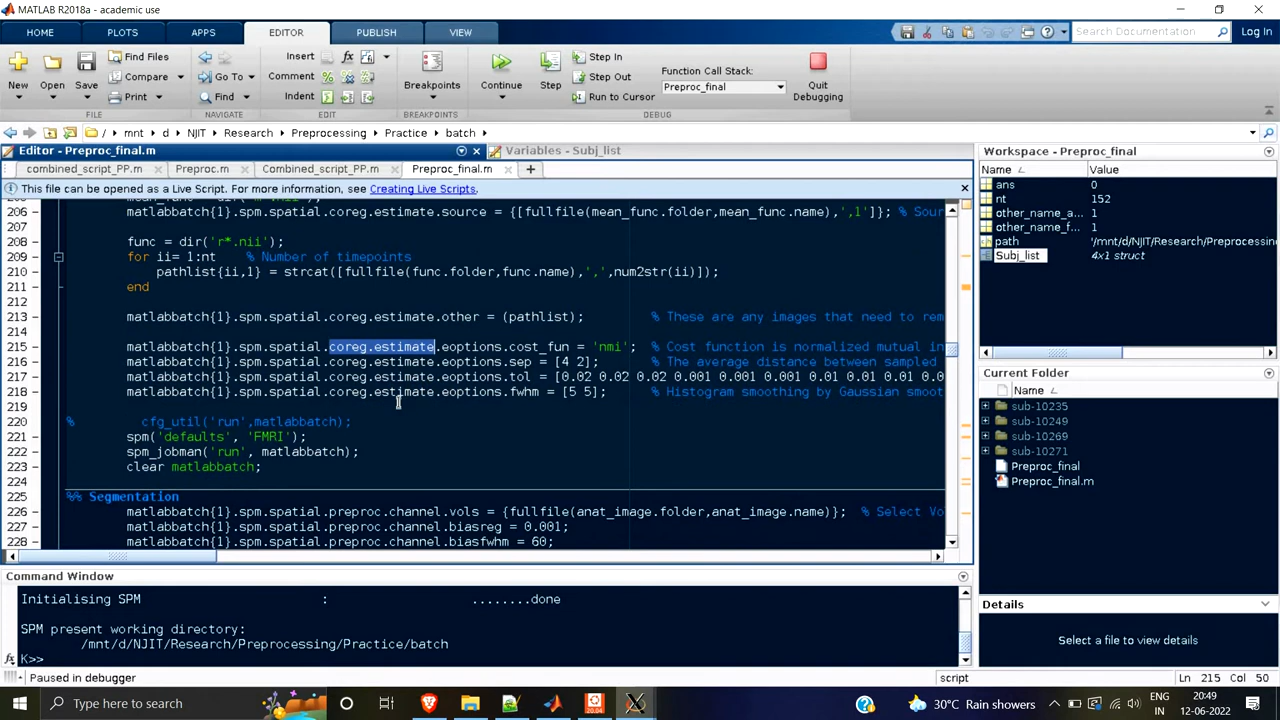 MATLAB R2018a - academic use
HOME PLOTS APPS EDITOR PUBLISH VIEW Search Documentation Log In
New Open Save Find Files Compare Print Go To Find Insert Comment Indent Breakpoints Continue Step Step In Step Out Run to Cursor Function Call Stack: Preproc_final Quit Debugging
FILE NAVIGATE EDIT BREAKPOINTS DEBUG
/ mnt d NJIT Research Preprocessing Practice batch
Editor - Preproc_final.m Variables - Subj_list
combined_script_PP.m Preproc.m Combined_script_PP.m Preproc_final.m
This file can be opened as a Live Script. For more information, see Creating Live Scripts.
206 matlabbatch{1}.spm.spatial.coreg.estimate.source = {[fullfile(mean_func.folder,mean_func.name),',1']}; % Sour
207
208 func = dir('r*.nii');
209 for ii= 1:nt % Number of timepoints
210 pathlist{ii,1} = strcat([fullfile(func.folder,func.name),',',num2str(ii)]);
211 end
212
213 matlabbatch{1}.spm.spatial.coreg.estimate.other = (pathlist); % These are any images that need to rem
215 matlabbatch{1}.spm.spatial.coreg.estimate.eoptions.cost_fun = 'nmi'; % Cost function is normalized mutual in
216 matlabbatch{1}.spm.spatial.coreg.estimate.eoptions.sep = [4 2]; % The average distance between sampled
217 matlabbatch{1}.spm.spatial.coreg.estimate.eoptions.tol = [0.02 0.02 0.02 0.001 0.001 0.001 0.01 0.01 0.01 0.0
218 matlabbatch{1}.spm.spatial.coreg.estimate.eoptions.fwhm = [5 5]; % Histogram smoothing by Gaussian smoot
219
220 % cfg_util('run',matlabbatch);
221 spm('defaults', 'FMRI');
222 spm_jobman('run', matlabbatch);
223 clear matlabbatch;
224
225 %% Segmentation
226 matlabbatch{1}.spm.spatial.preproc.channel.vols = {fullfile(anat_image.folder,anat_image.name)}; % Select Vo
227 matlabbatch{1}.spm.spatial.preproc.channel.biasreg = 0.001;
228 matlabbatch{1}.spm.spatial.preproc.channel.biasfwhm = 60;
Command Window
Initialising SPM : ........done
SPM present working directory:
/mnt/d/NJIT/Research/Preprocessing/Practice/batch
K>>
Workspace - Preproc_final
Name Value
ans 0
nt 152
other_name_a... 1
other_name_f... 1
path '/mnt/d/NJIT/Research/Preprocessing
Subj_list 4x1 struct
Current Folder
Name
sub-10235
sub-10249
sub-10269
sub-10271
Preproc_final
Preproc_final.m
Details
Select a file to view details
Paused in debugger script Ln 215 Col 50
Type here to search 20.04 30°C Rain showers ENG IN 20:49 12-06-2022